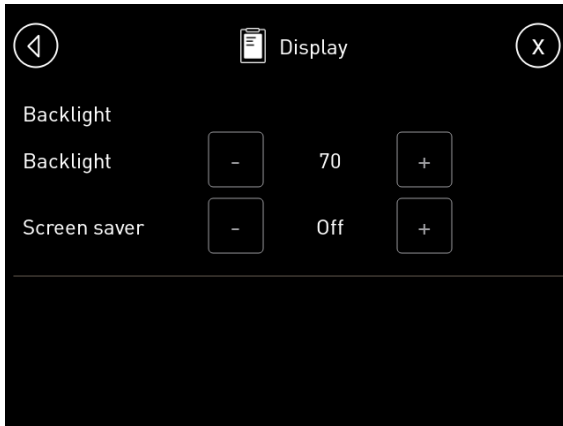 Display X
Backlight
Backlight - 70 +
Screen saver - Off +